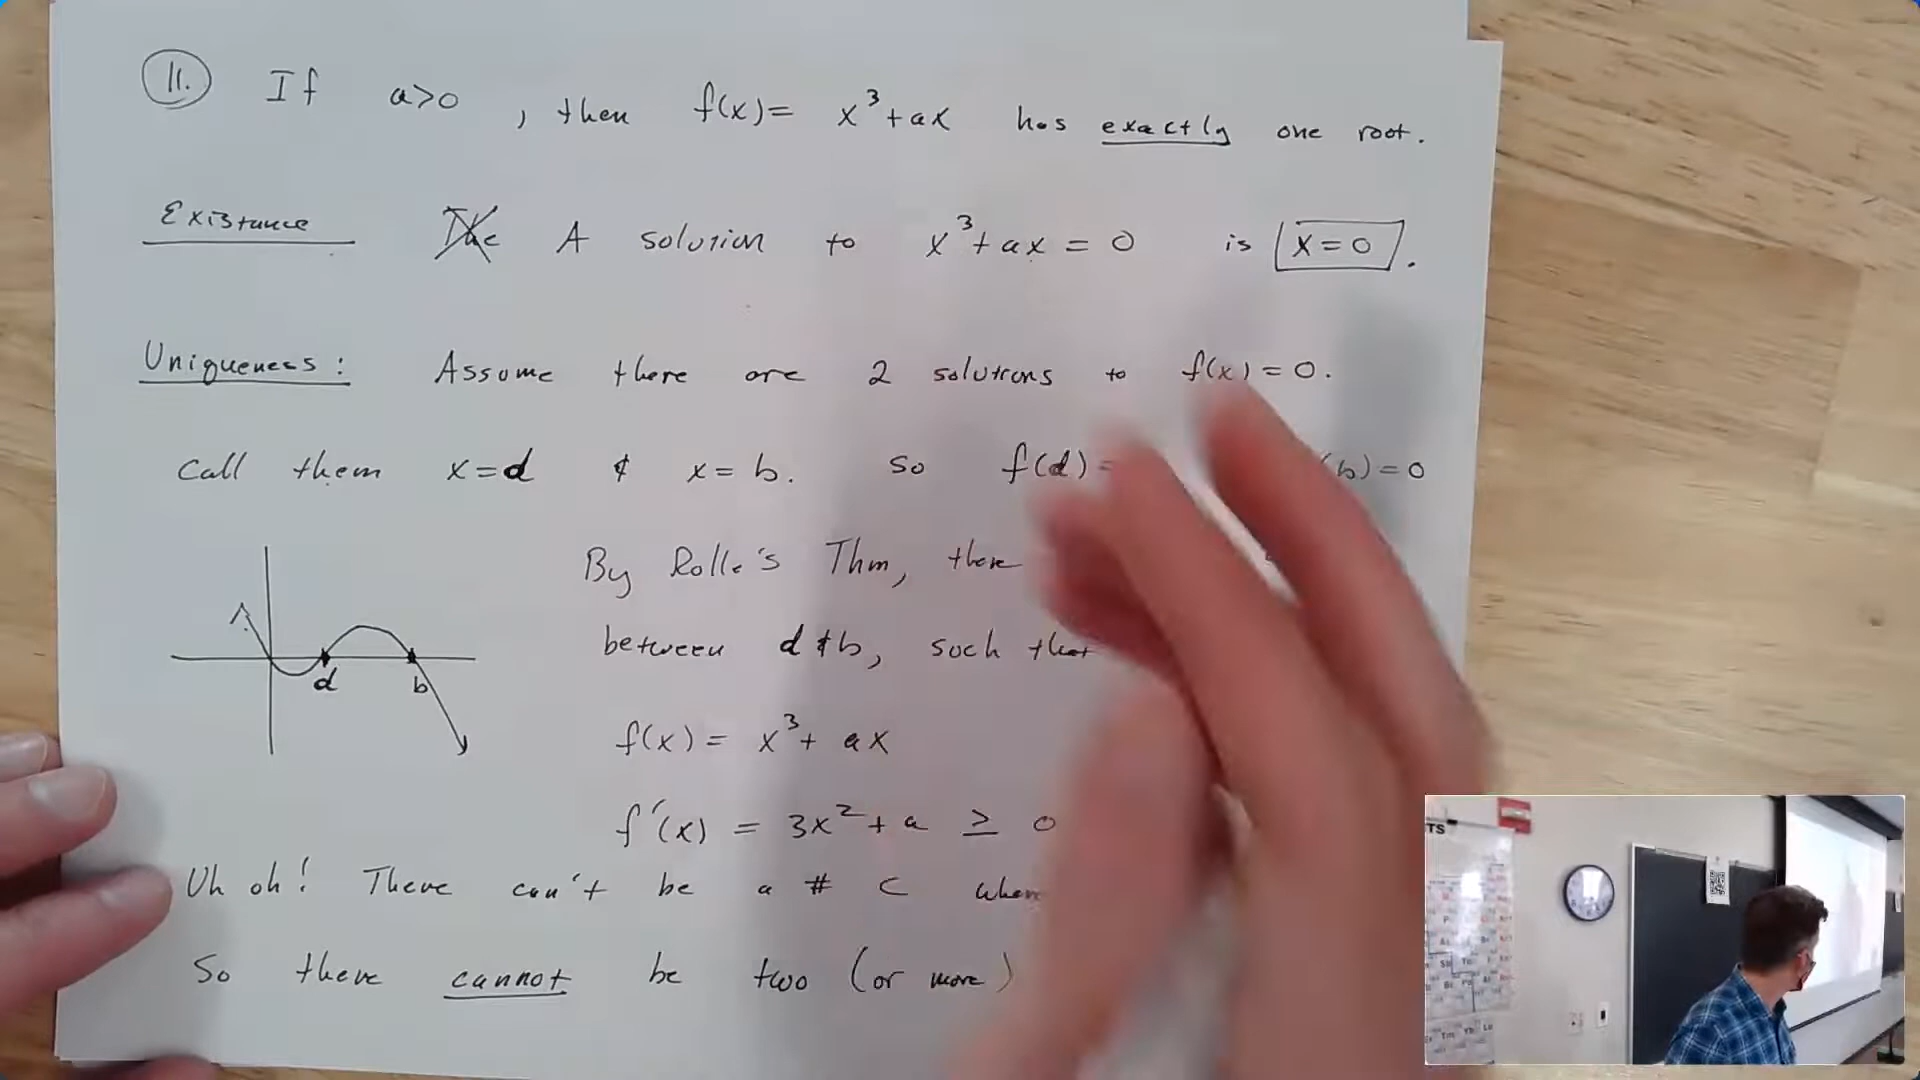 11. If a>0 , then f(x)= x³+ax has exactly one root.
Existance A solution to x³+ax = 0 is x=0 .
Uniqueness: Assume there are 2 solutions to f(x)=0.
Call them x=d & x=b. So f(d)= (b)=0
By Rolle's Thm, there
between d & b, such that
d b
f(x) = x³+ ax
f'(x) = 3x²+a ≥ 0
Uh oh! There can't be a # c where
So there cannot be two (or more)
TS